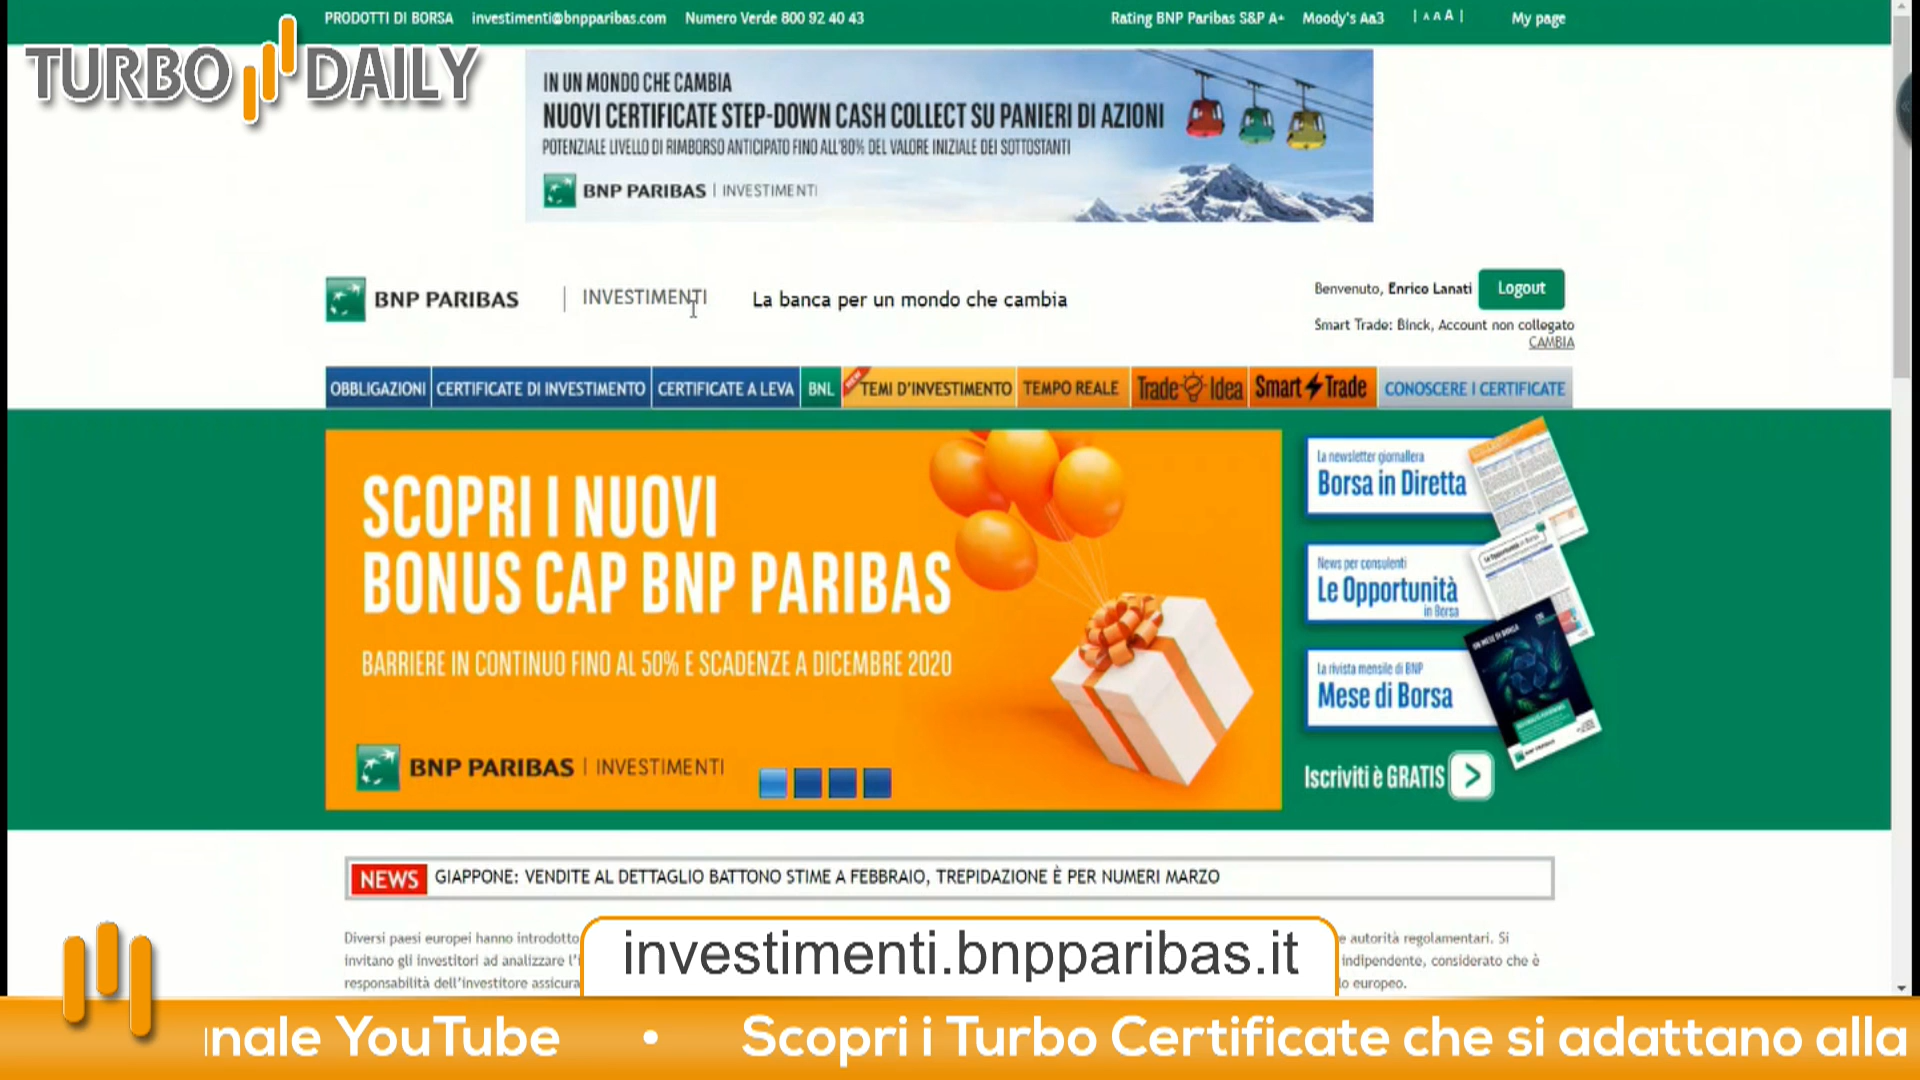 PRODOTTI DI BORSA investimenti@bnpparibas.com Numero Verde 800 92 40 43 Rating BNP Paribas S&P A+ Moody's Aa3 | A A A | My page
TURBO DAILY
IN UN MONDO CHE CAMBIA
NUOVI CERTIFICATE STEP-DOWN CASH COLLECT SU PANIERI DI AZIONI
POTENZIALE LIVELLO DI RIMBORSO ANTICIPATO FINO ALL'80% DEL VALORE INIZIALE DEI SOTTOSTANTI
BNP PARIBAS | INVESTIMENTI
BNP PARIBAS | INVESTIMENTI La banca per un mondo che cambia
Benvenuto, Enrico Lanati Logout
Smart Trade: Binck, Account non collegato
CAMBIA
OBBLIGAZIONI CERTIFICATE DI INVESTIMENTO CERTIFICATE A LEVA BNL NEW TEMI D'INVESTIMENTO TEMPO REALE Trade Idea Smart Trade CONOSCERE I CERTIFICATE
SCOPRI I NUOVI
BONUS CAP BNP PARIBAS
BARRIERE IN CONTINUO FINO AL 50% E SCADENZE A DICEMBRE 2020
BNP PARIBAS | INVESTIMENTI
La newsletter giornaliera
Borsa in Diretta
News per consulenti
Le Opportunità
in Borsa
La rivista mensile di BNP
Mese di Borsa
Iscriviti è GRATIS
NEWS GIAPPONE: VENDITE AL DETTAGLIO BATTONO STIME A FEBBRAIO, TREPIDAZIONE È PER NUMERI MARZO
Diversi paesi europei hanno introdotto e autorità regolamentari. Si
invitano gli investitori ad analizzare l'i indipendente, considerato che è
responsabilità dell'investitore assicura lo europeo.
investimenti.bnpparibas.it
nale YouTube • Scopri i Turbo Certificate che si adattano alla